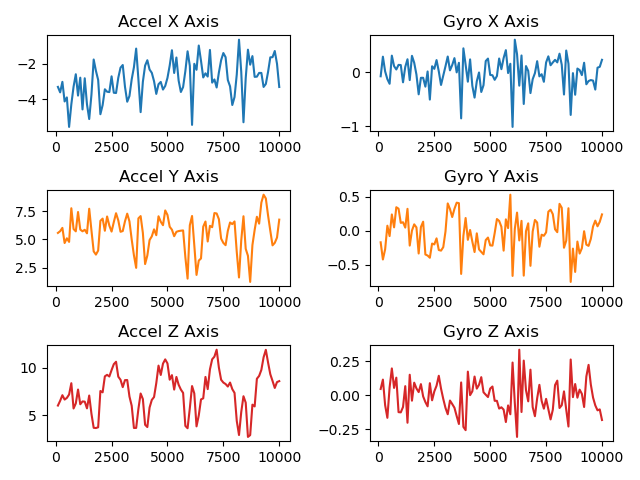 Accel X Axis
−2
−4
0 2500 5000 7500 10000
Gyro X Axis
0
−1
0 2500 5000 7500 10000
Accel Y Axis
7.5
5.0
2.5
0 2500 5000 7500 10000
Gyro Y Axis
0.5
0.0
−0.5
0 2500 5000 7500 10000
Accel Z Axis
10
5
0 2500 5000 7500 10000
Gyro Z Axis
0.25
0.00
−0.25
0 2500 5000 7500 10000